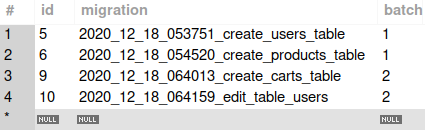 # id migration batch
1 5 2020_12_18_053751_create_users_table 1
2 6 2020_12_18_054520_create_products_table 1
3 9 2020_12_18_064013_create_carts_table 2
4 10 2020_12_18_064159_edit_table_users 2
* NULL NULL NULL